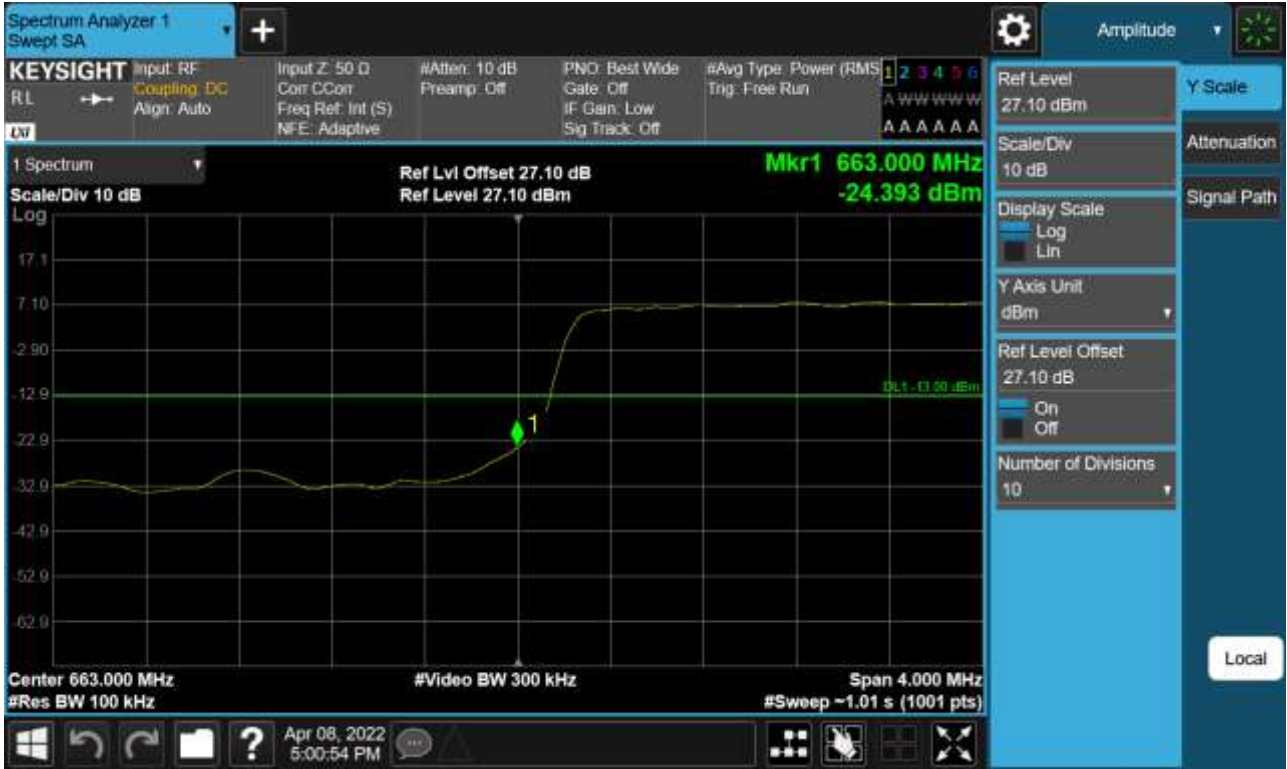 Spectrum Analyzer 1
Swept SA
+
Amplitude
KEYSIGHT
RL
LXI
Input: RF
Coupling: DC
Align: Auto
Input Z: 50 Ω
Corr CCorr
Freq Ref: Int (S)
NFE: Adaptive
#Atten: 10 dB
Preamp: Off
PNO: Best Wide
Gate: Off
IF Gain: Low
Sig Track: Off
#Avg Type: Power (RMS
Trig: Free Run
1 2 3 4 5 6
A W W W W W
A A A A A A
1 Spectrum
Scale/Div 10 dB
Ref Lvl Offset 27.10 dB
Ref Level 27.10 dBm
Mkr1 663.000 MHz
-24.393 dBm
Log
17.1
7.10
-2.90
-12.9
-22.9
-32.9
-42.9
-52.9
-62.9
DL1 -13.00 dBm
1
Center 663.000 MHz
#Res BW 100 kHz
#Video BW 300 kHz
Span 4.000 MHz
#Sweep ~1.01 s (1001 pts)
Ref Level
27.10 dBm
Scale/Div
10 dB
Display Scale
Log
Lin
Y Axis Unit
dBm
Ref Level Offset
27.10 dB
On
Off
Number of Divisions
10
Y Scale
Attenuation
Signal Path
Local
?
Apr 08, 2022
5:00:54 PM